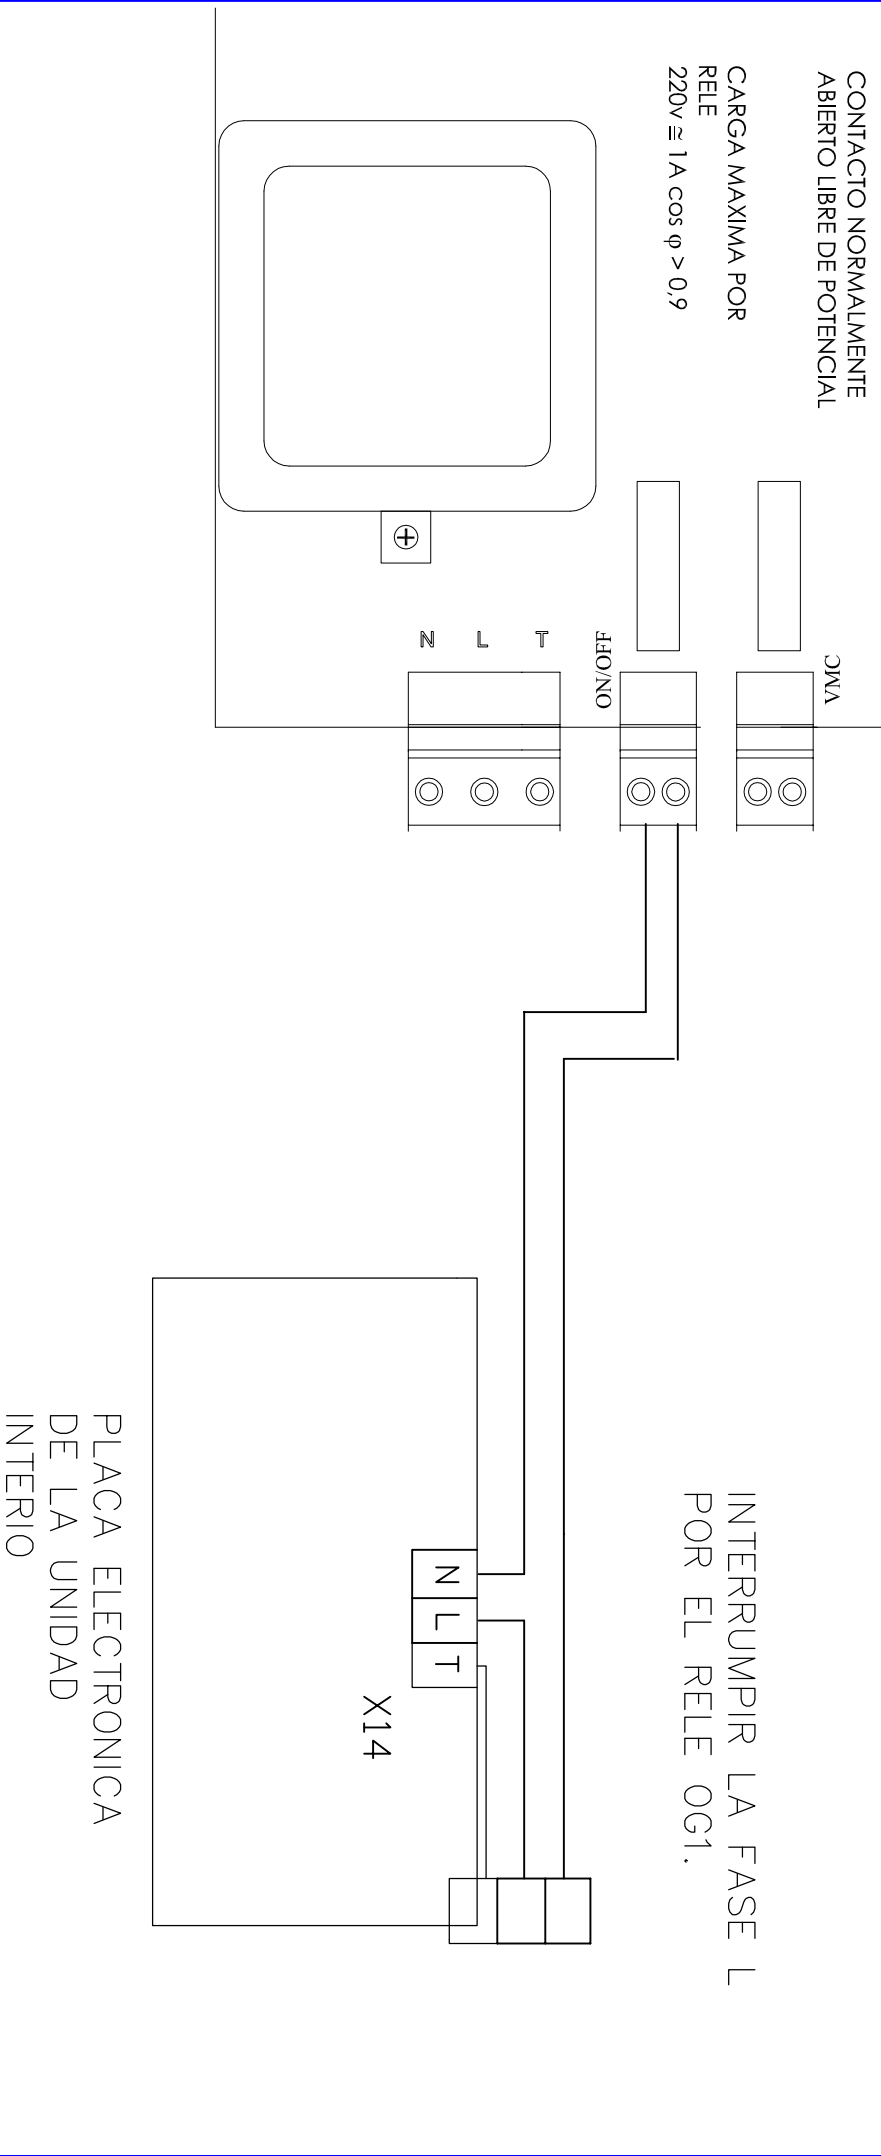 CONTACTO NORMALMENTE
ABIERTO LIBRE DE POTENCIAL
CARGA MAXIMA POR
RELE
220v ≅ 1A cos φ > 0,9
VMC
ON/OFF
T
L
N
INTERRUMPIR LA FASE L
POR EL RELE OG1.
N
L
T
X14
PLACA ELECTRONICA
DE LA UNIDAD
INTERIO